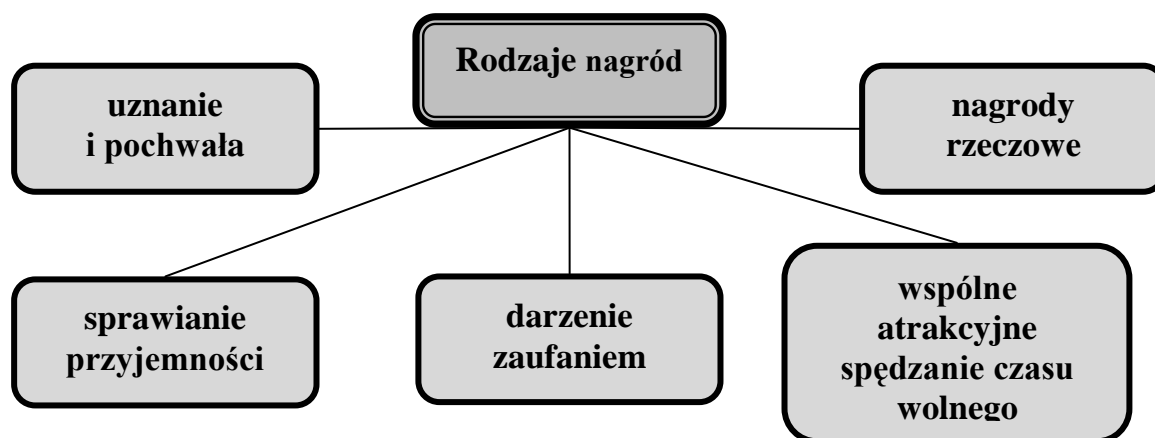 Rodzaje nagród
uznanie
i pochwała
nagrody
rzeczowe
sprawianie
przyjemności
darzenie
zaufaniem
wspólne
atrakcyjne
spędzanie czasu
wolnego